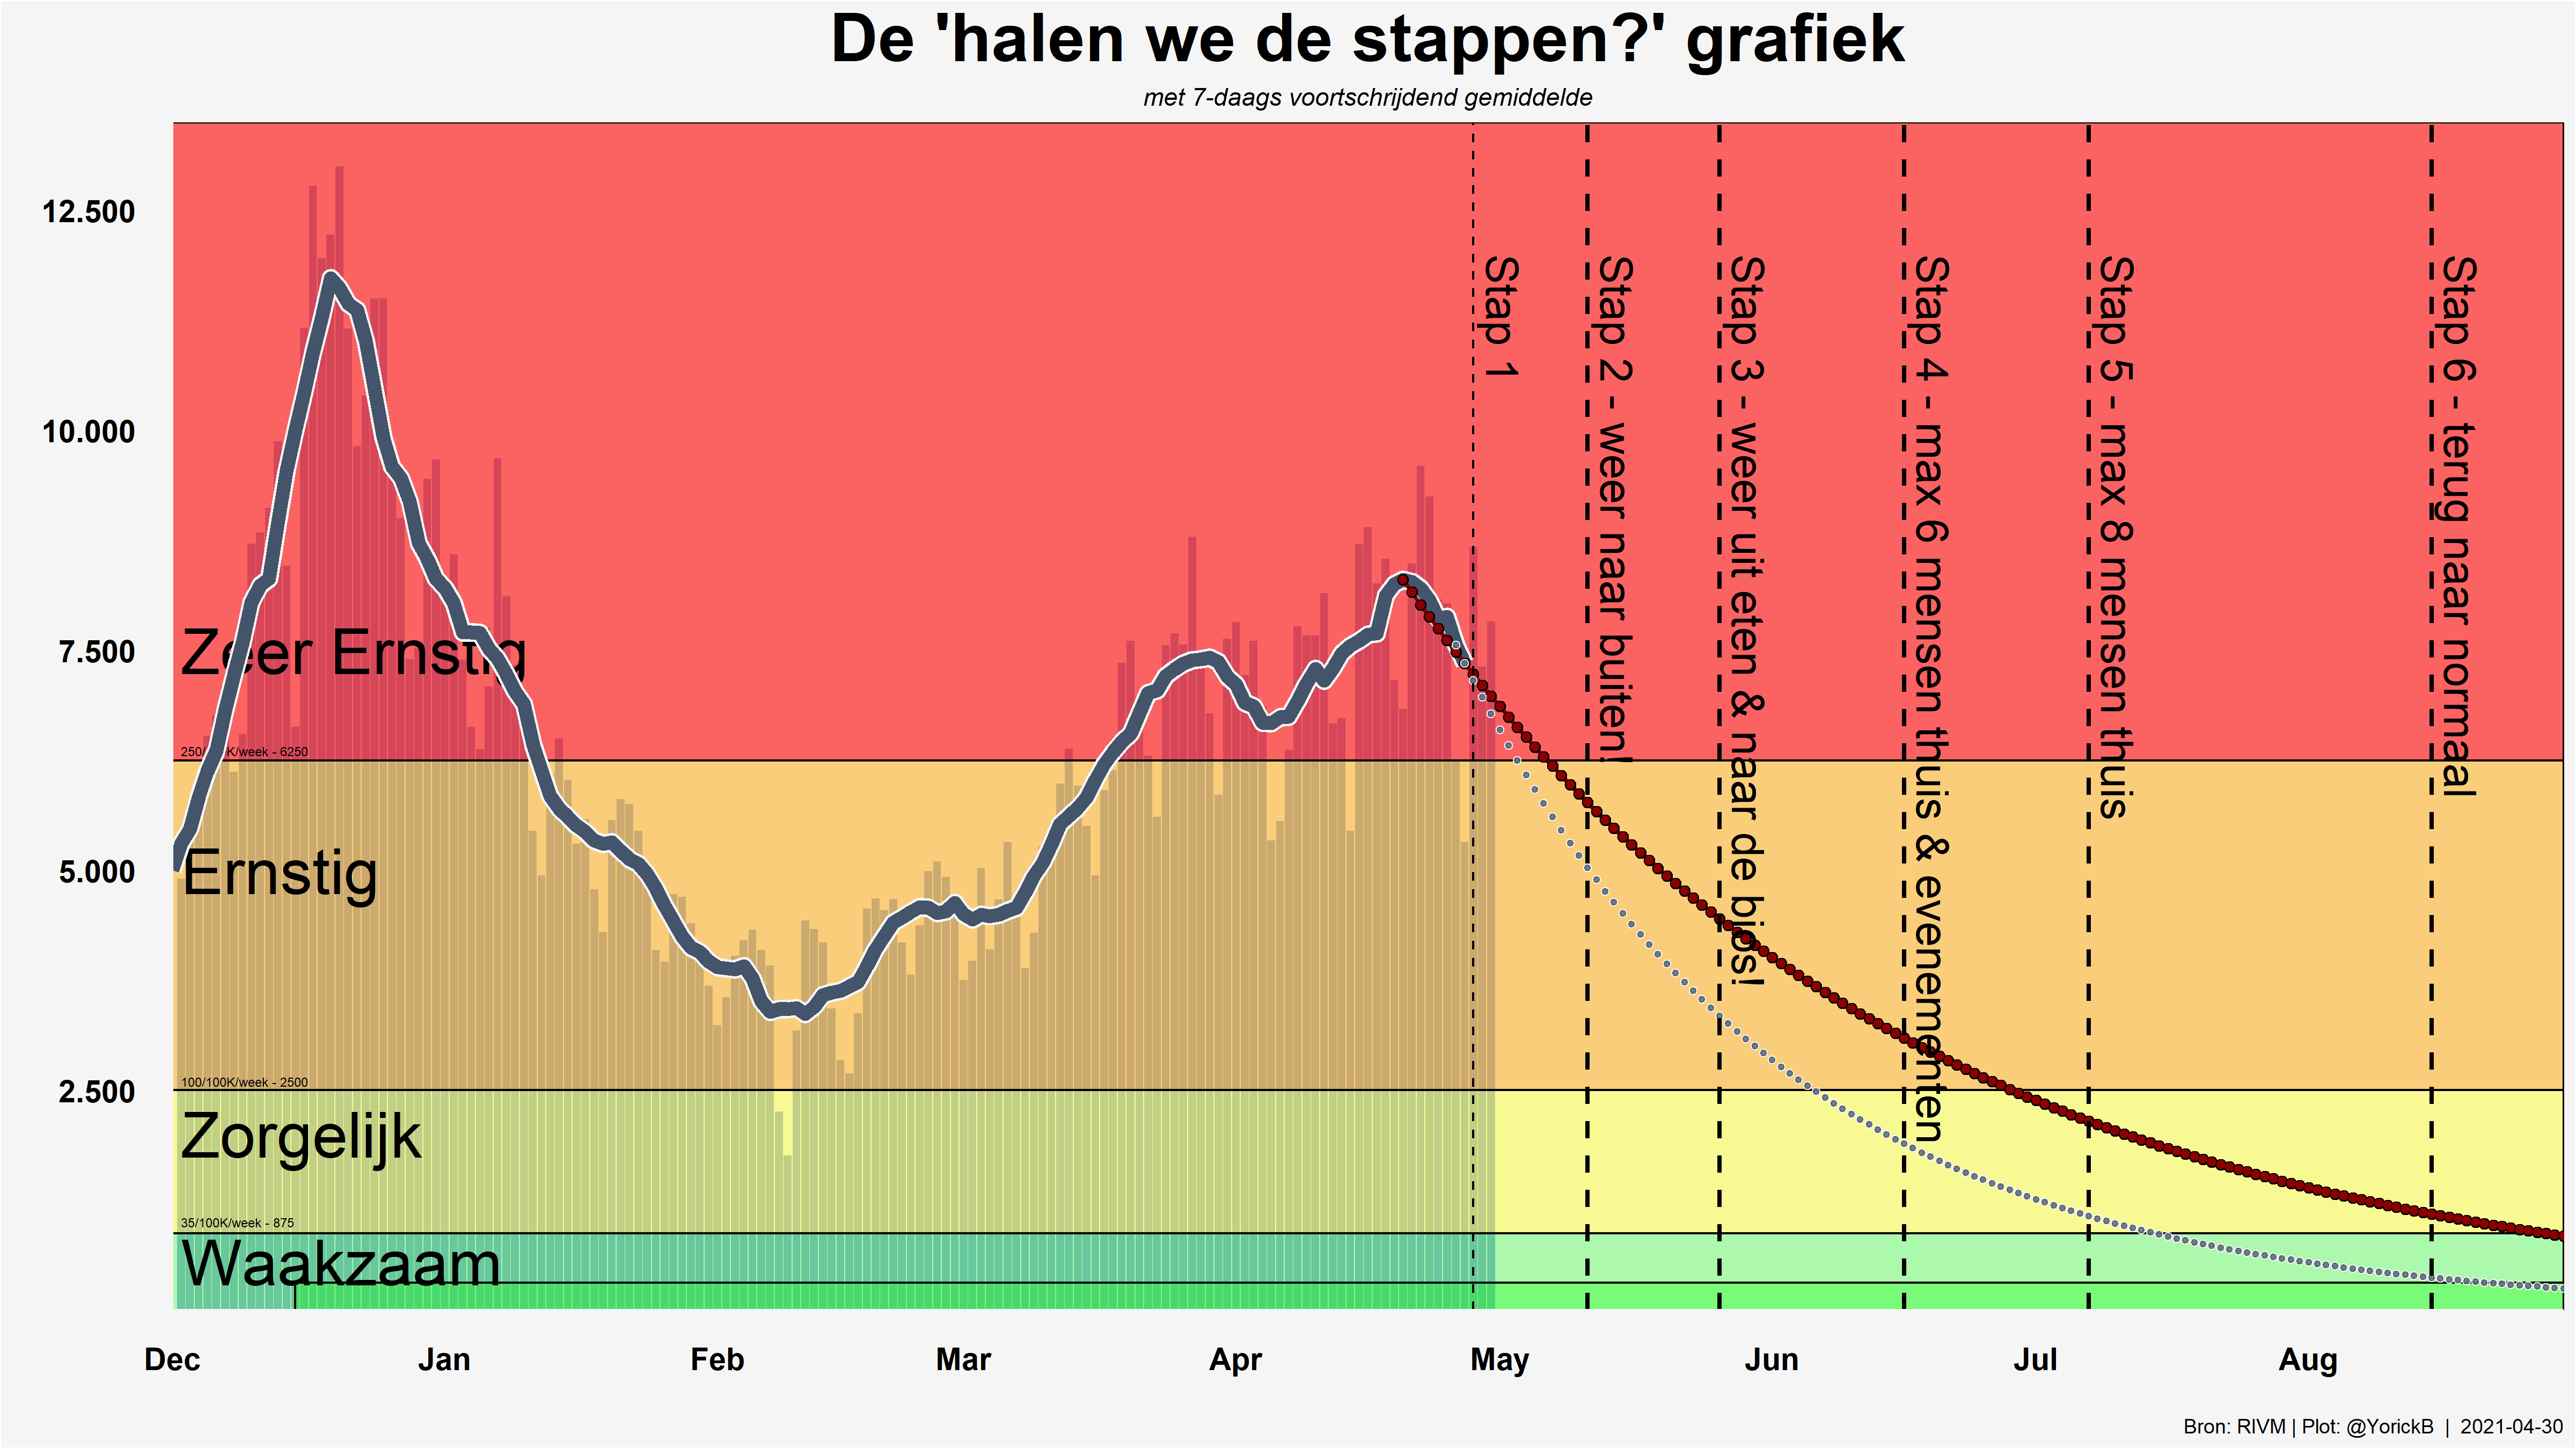 De 'halen we de stappen?' grafiek
met 7-daags voortschrijdend gemiddelde
12.500
10.000
7.500
5.000
2.500
Zeer Ernstig
250/100K/week - 6250
Ernstig
100/100K/week - 2500
Zorgelijk
35/100K/week - 875
Waakzaam
Stap 1
Stap 2 - weer naar buiten!
Stap 3 - weer uit eten & naar de bios!
Stap 4 - max 6 mensen thuis & evenementen
Stap 5 - max 8 mensen thuis
Stap 6 - terug naar normaal
Dec
Jan
Feb
Mar
Apr
May
Jun
Jul
Aug
Bron: RIVM | Plot: @YorickB | 2021-04-30